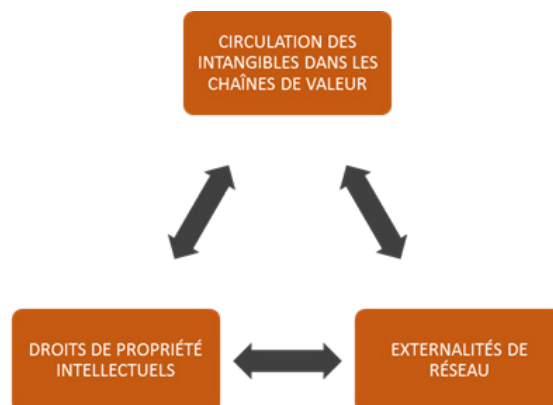 CIRCULATION DES
INTANGIBLES DANS LES
CHAÎNES DE VALEUR
DROITS DE PROPRIÉTÉ
INTELLECTUELS
EXTERNALITÉS DE
RÉSEAU